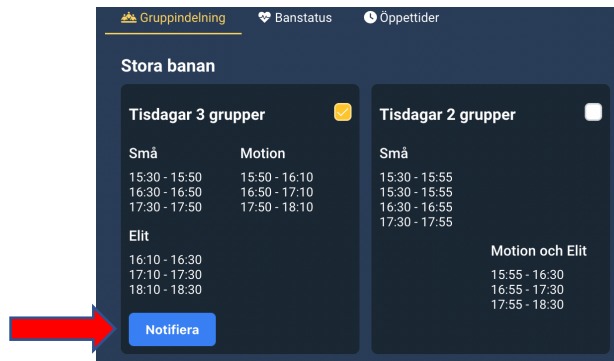 Gruppindelning Banstatus Öppettider
Stora banan
Tisdagar 3 grupper
Små
15:30 - 15:50
16:30 - 16:50
17:30 - 17:50
Motion
15:50 - 16:10
16:50 - 17:10
17:50 - 18:10
Elit
16:10 - 16:30
17:10 - 17:30
18:10 - 18:30
Notifiera
Tisdagar 2 grupper
Små
15:30 - 15:55
15:30 - 15:55
16:30 - 16:55
17:30 - 17:55
Motion och Elit
15:55 - 16:30
16:55 - 17:30
17:55 - 18:30